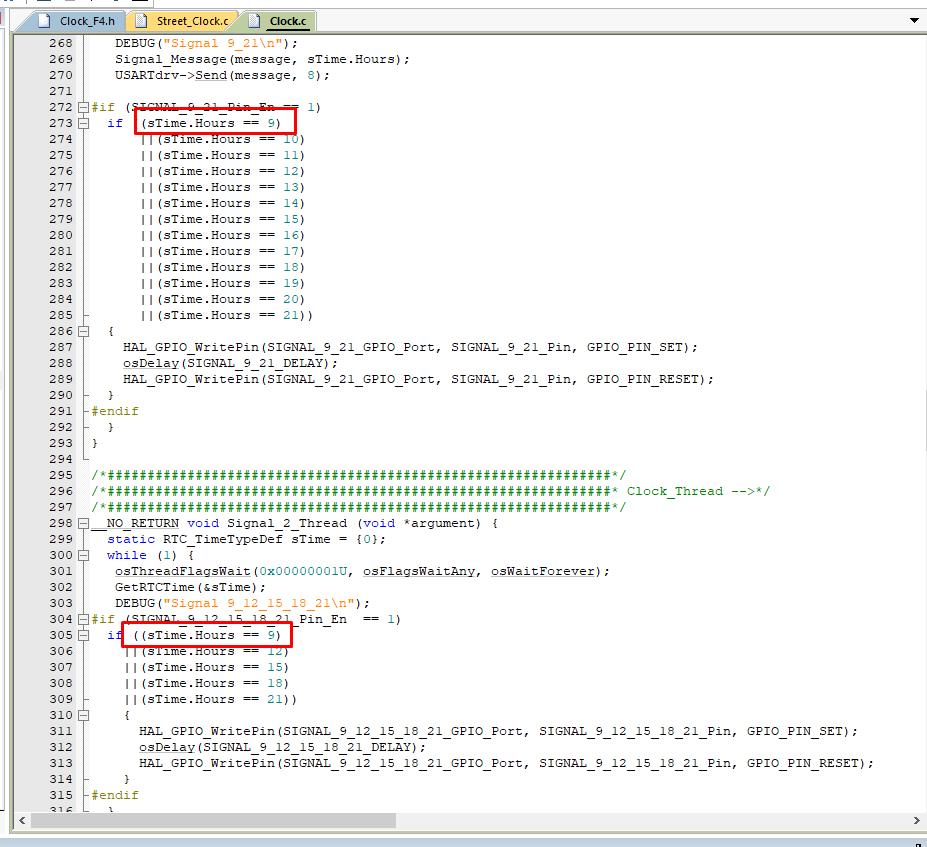 Clock_F4.h Street_Clock.c Clock.c
268 DEBUG("Signal 9_21\n");
269 Signal_Message(message, sTime.Hours);
270 USARTdrv->Send(message, 8);
271
272 #if (SIGNAL_9_21_Pin_En == 1)
273 if (sTime.Hours == 9)
274 ||(sTime.Hours == 10)
275 ||(sTime.Hours == 11)
276 ||(sTime.Hours == 12)
277 ||(sTime.Hours == 13)
278 ||(sTime.Hours == 14)
279 ||(sTime.Hours == 15)
280 ||(sTime.Hours == 16)
281 ||(sTime.Hours == 17)
282 ||(sTime.Hours == 18)
283 ||(sTime.Hours == 19)
284 ||(sTime.Hours == 20)
285 ||(sTime.Hours == 21))
286 {
287 HAL_GPIO_WritePin(SIGNAL_9_21_GPIO_Port, SIGNAL_9_21_Pin, GPIO_PIN_SET);
288 osDelay(SIGNAL_9_21_DELAY);
289 HAL_GPIO_WritePin(SIGNAL_9_21_GPIO_Port, SIGNAL_9_21_Pin, GPIO_PIN_RESET);
290 }
291 #endif
292 }
293 }
294
295 /*###############################################################*/
296 /*###############################################################* Clock_Thread -->*/
297 /*###############################################################*/
298 __NO_RETURN void Signal_2_Thread (void *argument) {
299 static RTC_TimeTypeDef sTime = {0};
300 while (1) {
301 osThreadFlagsWait(0x00000001U, osFlagsWaitAny, osWaitForever);
302 GetRTCTime(&sTime);
303 DEBUG("Signal 9_12_15_18_21\n");
304 #if (SIGNAL_9_12_15_18_21_Pin_En == 1)
305 if ((sTime.Hours == 9)
306 ||(sTime.Hours == 12)
307 ||(sTime.Hours == 15)
308 ||(sTime.Hours == 18)
309 ||(sTime.Hours == 21))
310 {
311 HAL_GPIO_WritePin(SIGNAL_9_12_15_18_21_GPIO_Port, SIGNAL_9_12_15_18_21_Pin, GPIO_PIN_SET);
312 osDelay(SIGNAL_9_12_15_18_21_DELAY);
313 HAL_GPIO_WritePin(SIGNAL_9_12_15_18_21_GPIO_Port, SIGNAL_9_12_15_18_21_Pin, GPIO_PIN_RESET);
314 }
315 #endif
316 }